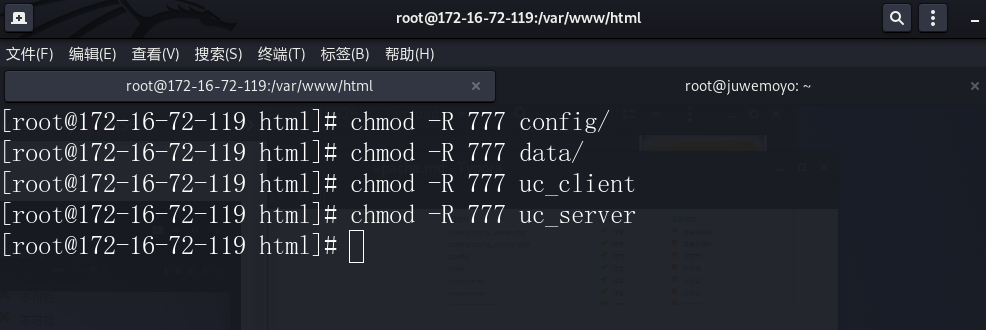 root@172-16-72-119:/var/www/html
文件(F) 编辑(E) 查看(V) 搜索(S) 终端(T) 标签(B) 帮助(H)
root@172-16-72-119:/var/www/html × root@juwemoyo: ~ ×
[root@172-16-72-119 html]# chmod -R 777 config/
[root@172-16-72-119 html]# chmod -R 777 data/
[root@172-16-72-119 html]# chmod -R 777 uc_client
[root@172-16-72-119 html]# chmod -R 777 uc_server
[root@172-16-72-119 html]#